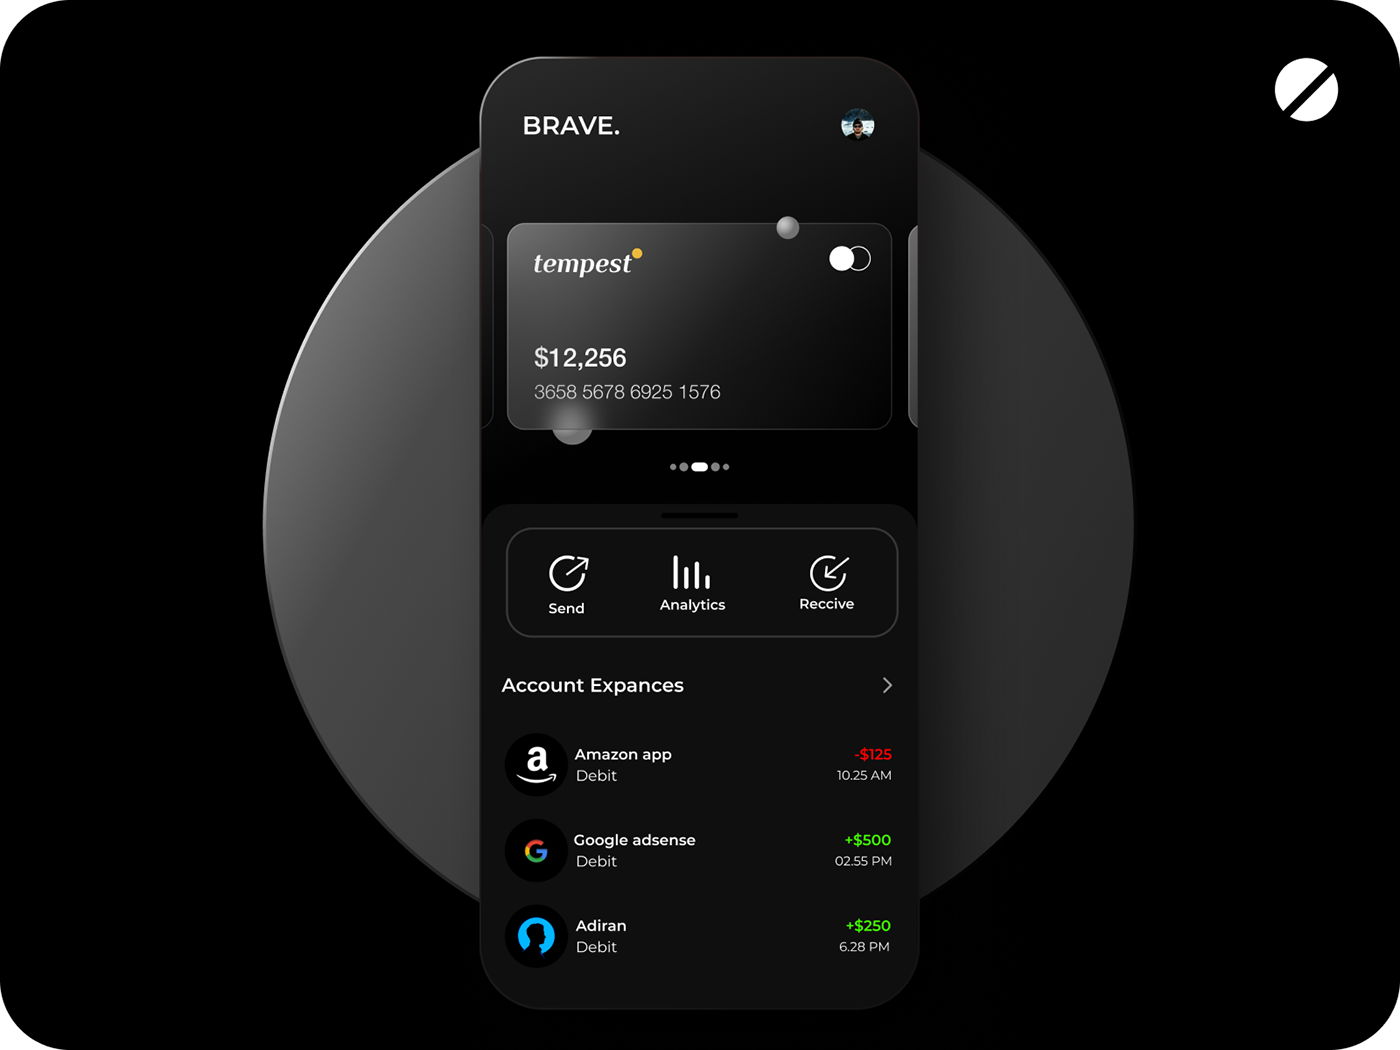 BRAVE.
tempest
$12,256
3658 5678 6925 1576
Send
Analytics
Reccive
Account Expances
Amazon app
-$125
Debit
10.25 AM
Google adsense
+$500
Debit
02.55 PM
Adiran
+$250
Debit
6.28 PM